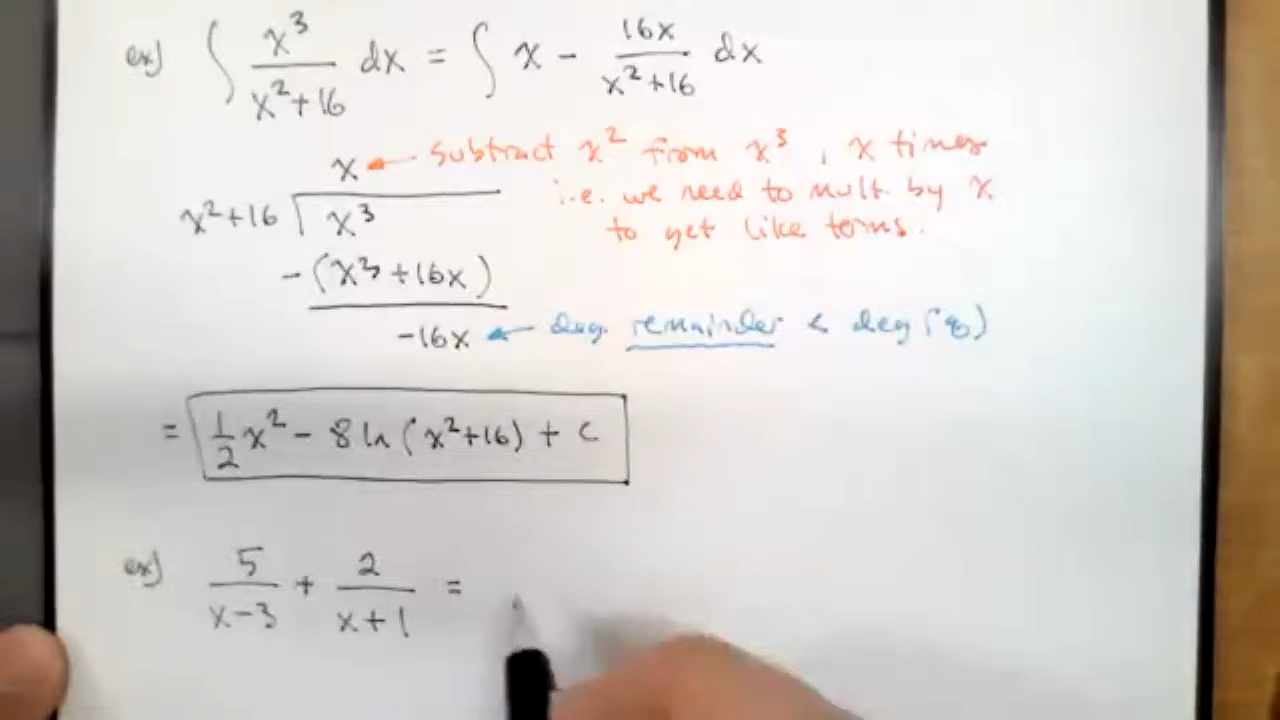 ex) ∫ x³/(x²+16) dx = ∫ x - 16x/(x²+16) dx
x ← subtract x² from x³, x times
i.e. we need to mult. by x
x²+16 ) x³
to get like terms.
-(x³+16x)
-16x ← deg. remainder < deg(q)
= 1/2 x² - 8 ln(x²+16) + c
ex) 5/(x-3) + 2/(x+1) =